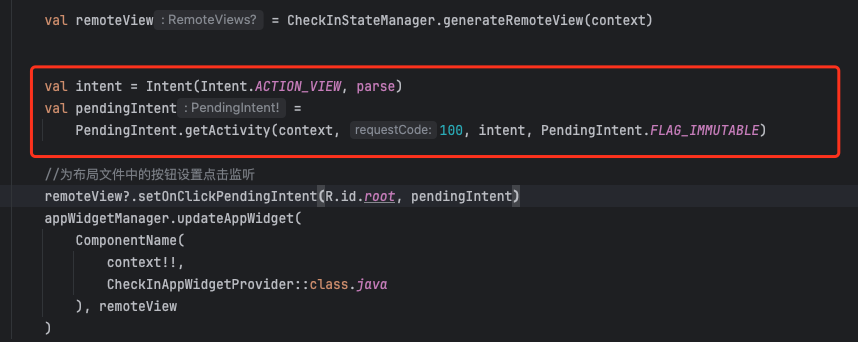 val remoteView : RemoteViews? = CheckInStateManager.generateRemoteView(context)
val intent = Intent(Intent.ACTION_VIEW, parse)
val pendingIntent : PendingIntent! =
PendingIntent.getActivity(context, requestCode: 100, intent, PendingIntent.FLAG_IMMUTABLE)
//为布局文件中的按钮设置点击监听
remoteView?.setOnClickPendingIntent(R.id.root, pendingIntent)
appWidgetManager.updateAppWidget(
ComponentName(
context!!,
CheckInAppWidgetProvider::class.java
), remoteView
)